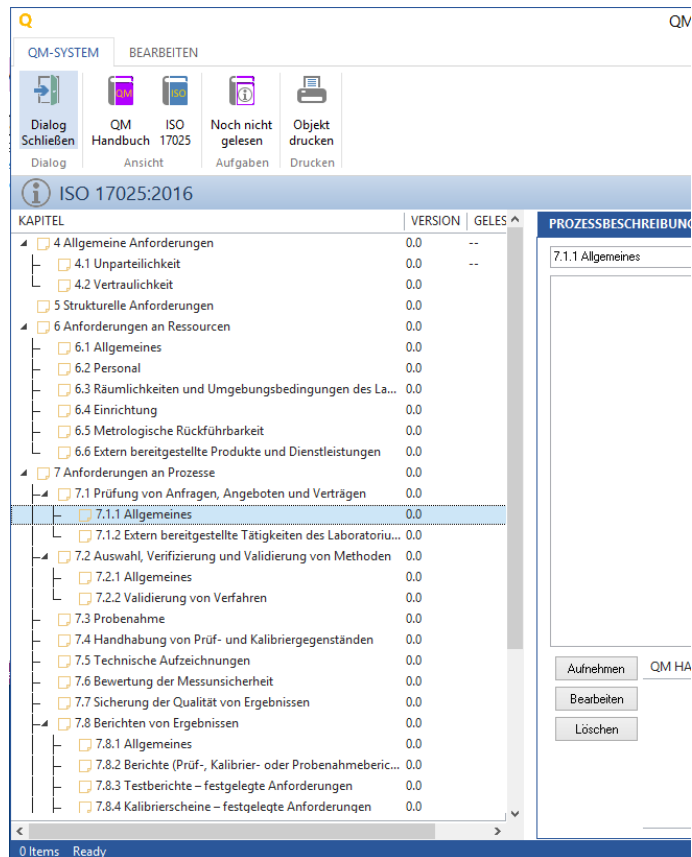 QM
QM-SYSTEM BEARBEITEN
Dialog Schließen
QM Handbuch
ISO 17025
Noch nicht gelesen
Objekt drucken
Dialog Ansicht Aufgaben Drucken
ISO 17025:2016
KAPITEL VERSION GELES
4 Allgemeine Anforderungen 0.0 --
4.1 Unparteilichkeit 0.0 --
4.2 Vertraulichkeit 0.0
5 Strukturelle Anforderungen 0.0
6 Anforderungen an Ressourcen 0.0
6.1 Allgemeines 0.0
6.2 Personal 0.0
6.3 Räumlichkeiten und Umgebungsbedingungen des La... 0.0
6.4 Einrichtung 0.0
6.5 Metrologische Rückführbarkeit 0.0
6.6 Extern bereitgestellte Produkte und Dienstleistungen 0.0
7 Anforderungen an Prozesse 0.0
7.1 Prüfung von Anfragen, Angeboten und Verträgen 0.0
7.1.1 Allgemeines 0.0
7.1.2 Extern bereitgestellte Tätigkeiten des Laboratoriu... 0.0
7.2 Auswahl, Verifizierung und Validierung von Methoden 0.0
7.2.1 Allgemeines 0.0
7.2.2 Validierung von Verfahren 0.0
7.3 Probenahme 0.0
7.4 Handhabung von Prüf- und Kalibriergegenständen 0.0
7.5 Technische Aufzeichnungen 0.0
7.6 Bewertung der Messunsicherheit 0.0
7.7 Sicherung der Qualität von Ergebnissen 0.0
7.8 Berichten von Ergebnissen 0.0
7.8.1 Allgemeines 0.0
7.8.2 Berichte (Prüf-, Kalibrier- oder Probenahmeberic... 0.0
7.8.3 Testberichte – festgelegte Anforderungen 0.0
7.8.4 Kalibrierscheine – festgelegte Anforderungen 0.0
PROZESSBESCHREIBUNG
7.1.1 Allgemeines
Aufnehmen QM HA
Bearbeiten
Löschen
0 Items Ready